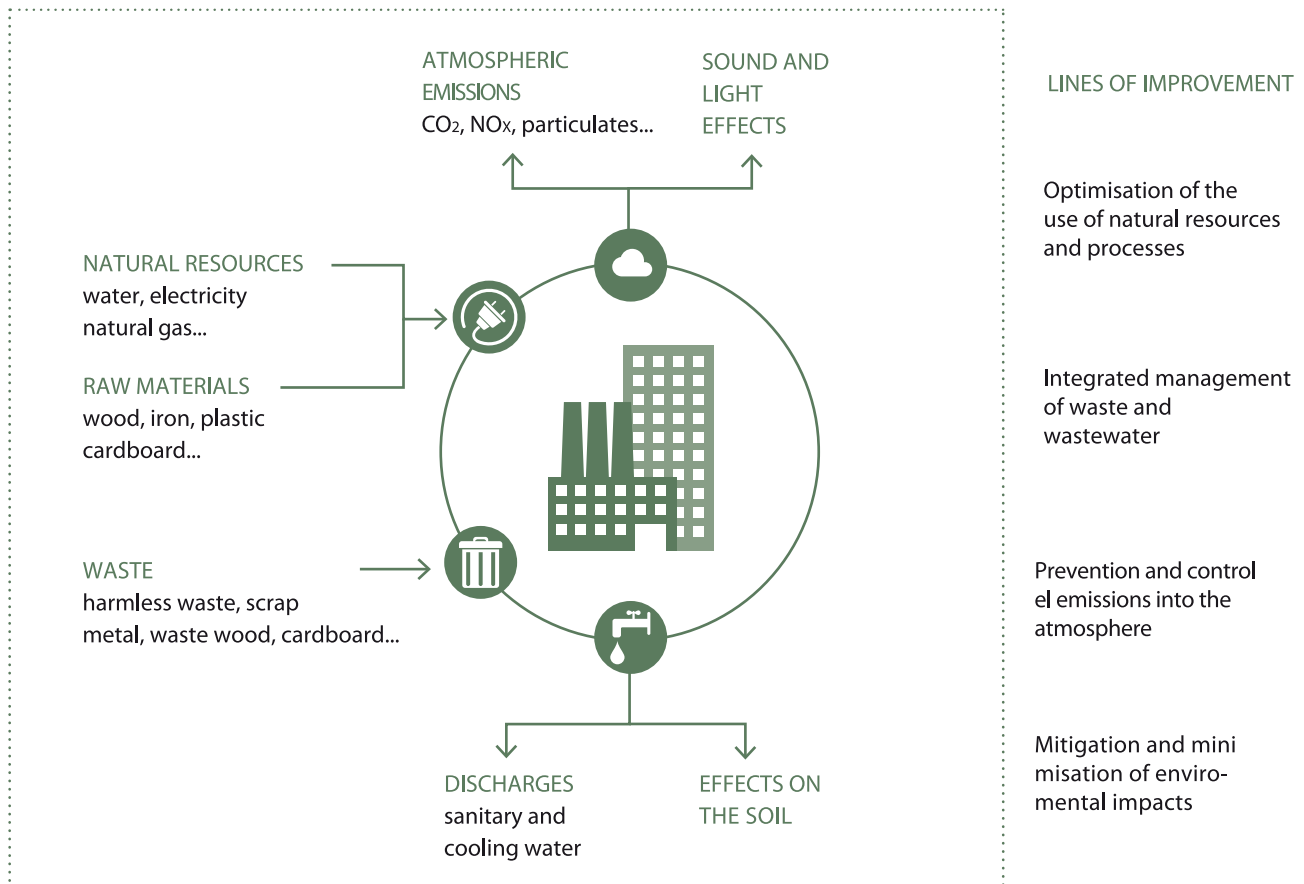 ATMOSPHERIC
EMISSIONS
CO₂, NOx, particulates...
SOUND AND
LIGHT
EFFECTS
NATURAL RESOURCES
water, electricity
natural gas...
RAW MATERIALS
wood, iron, plastic
cardboard...
WASTE
harmless waste, scrap
metal, waste wood, cardboard...
DISCHARGES
sanitary and
cooling water
EFFECTS ON
THE SOIL
LINES OF IMPROVEMENT
Optimisation of the
use of natural resources
and processes
Integrated management
of waste and
wastewater
Prevention and control
el emissions into the
atmosphere
Mitigation and mini
misation of enviro-
mental impacts